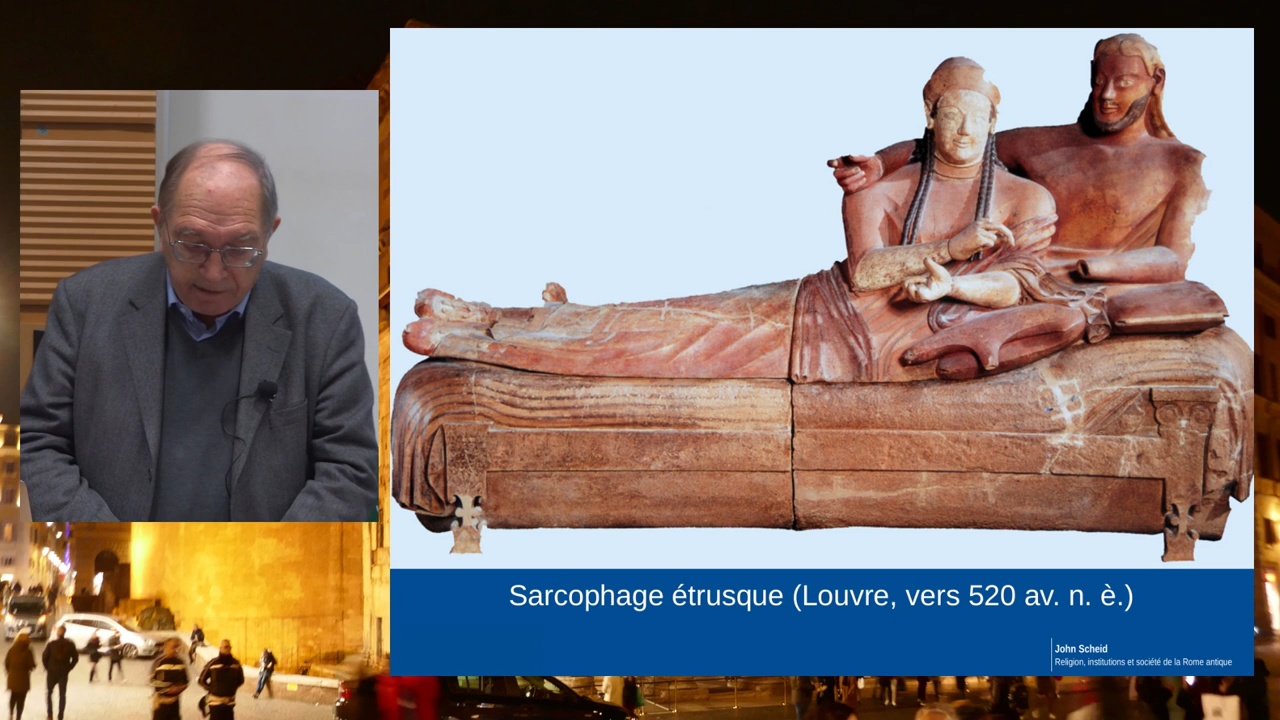 Sarcophage étrusque (Louvre, vers 520 av. n. è.)
John Scheid
Religion, institutions et société de la Rome antique